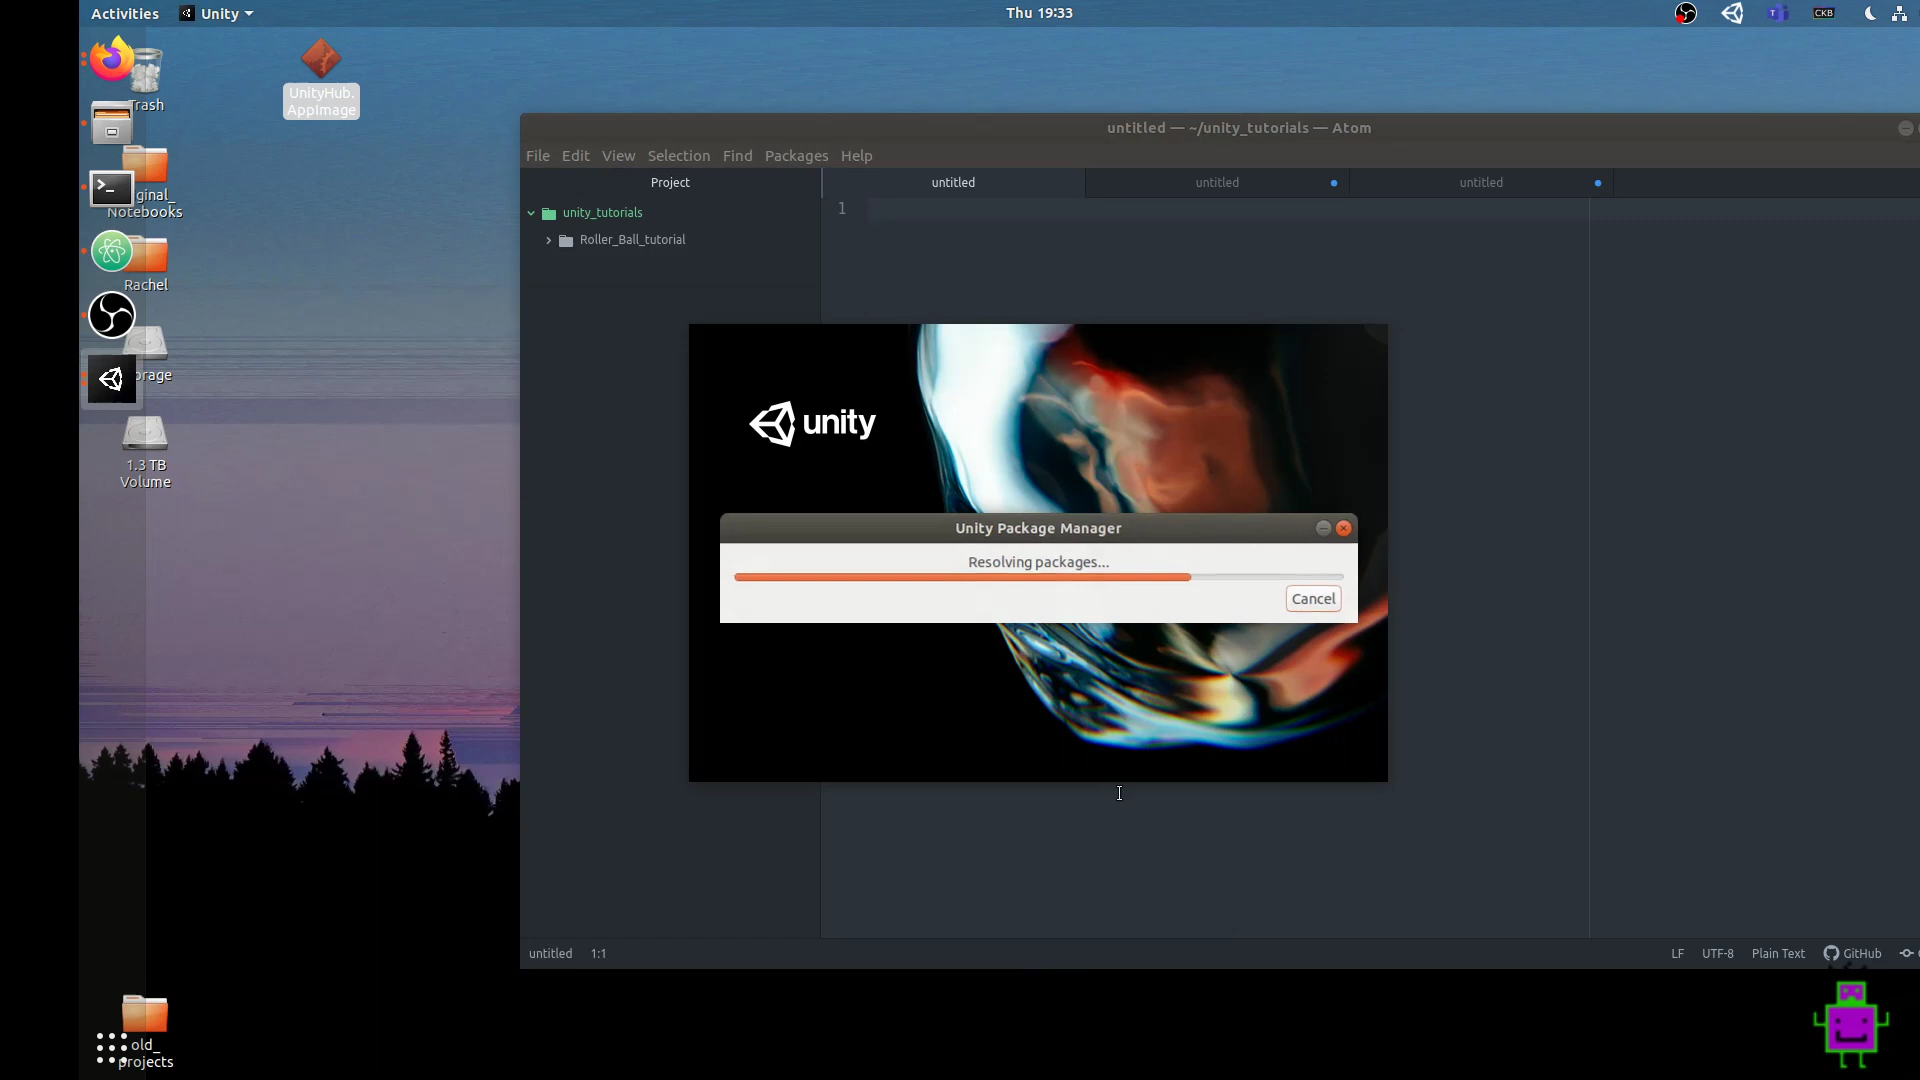 Activities
Unity
Thu 19:33
CKB
Trash
UnityHub.
AppImage
ginal_
Notebooks
Rachel
orage
1.3 TB
Volume
old_
projects
untitled — ~/unity_tutorials — Atom
File Edit View Selection Find Packages Help
Project
untitled
untitled
untitled
unity_tutorials
Roller_Ball_tutorial
1
unity
Unity Package Manager
Resolving packages...
Cancel
untitled 1:1
LF UTF-8 Plain Text GitHub